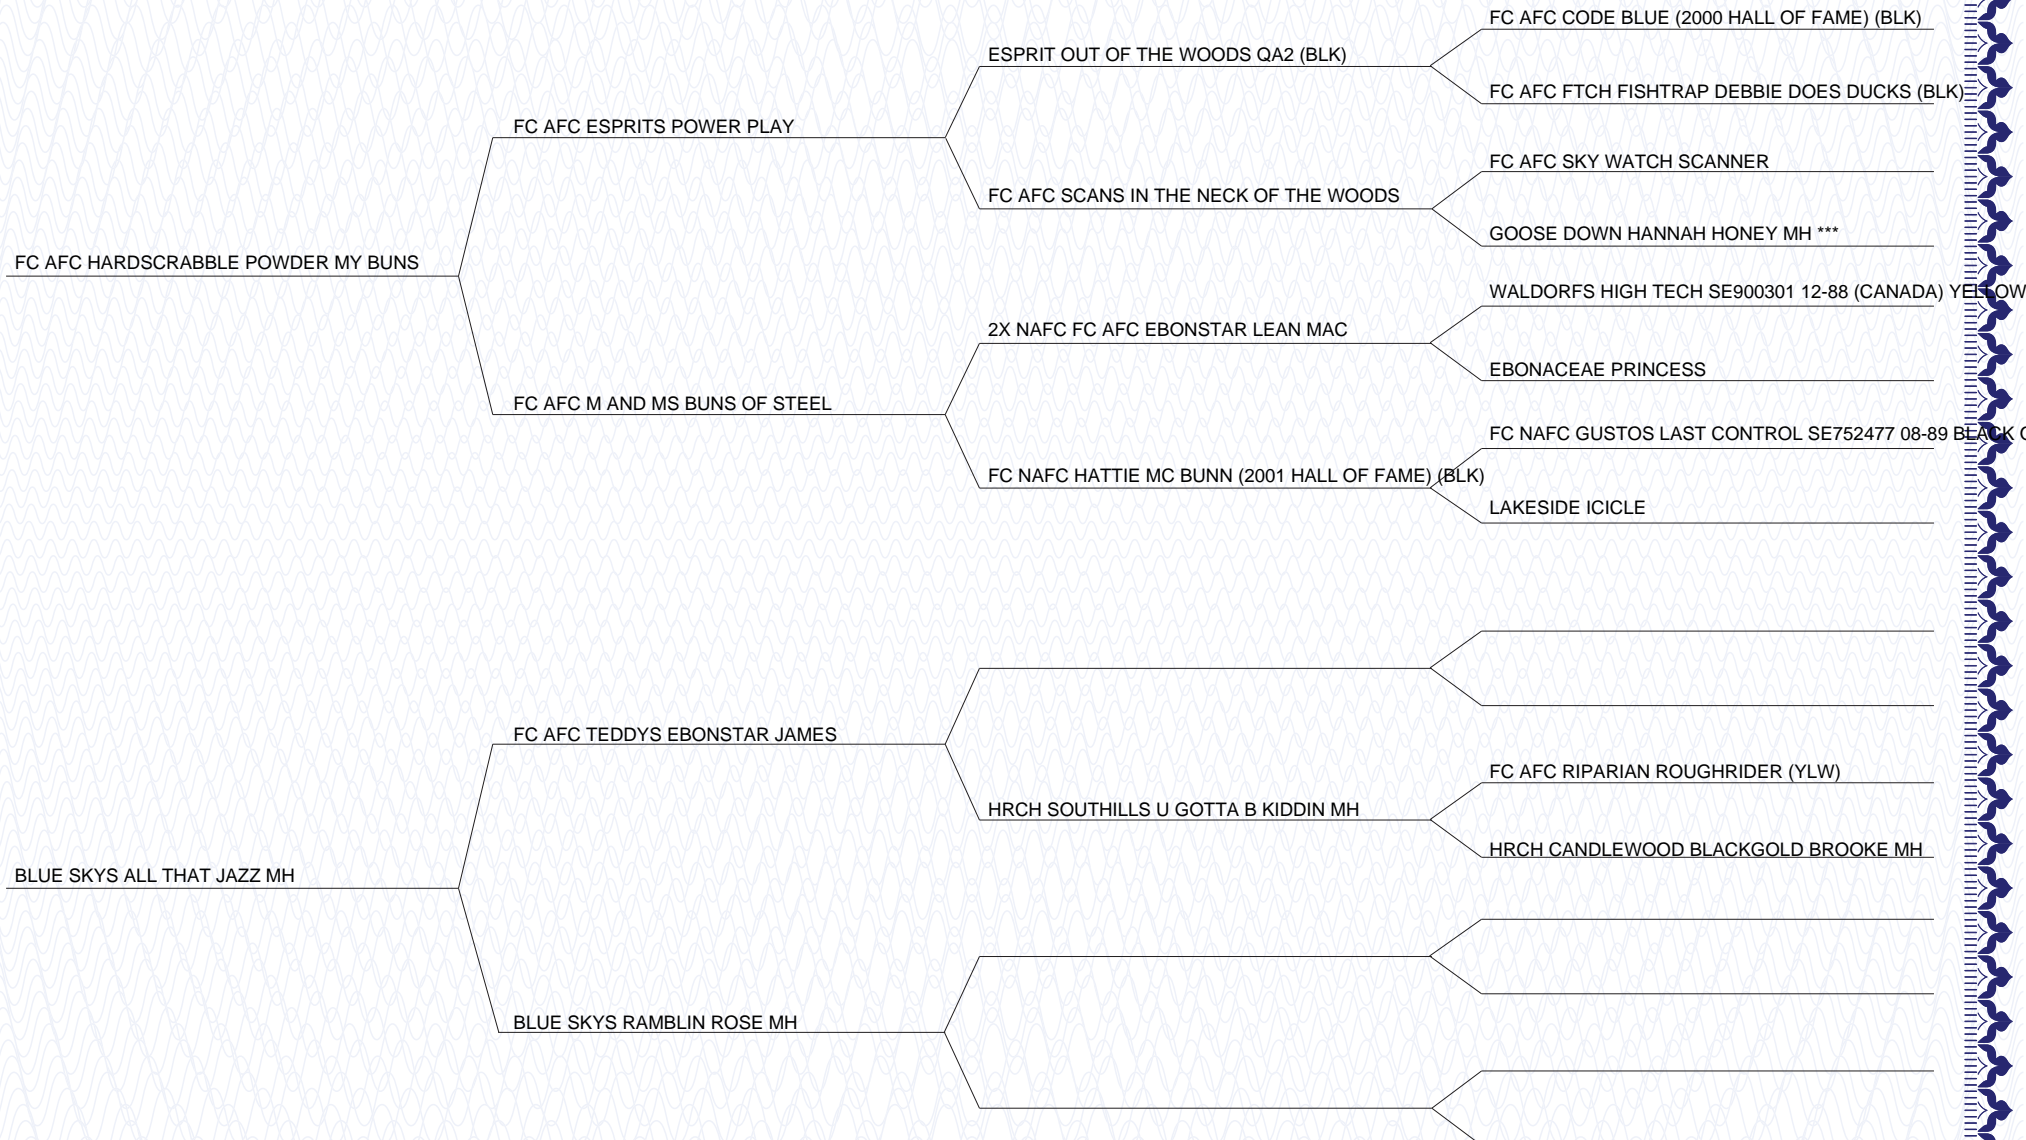 FC AFC CODE BLUE (2000 HALL OF FAME) (BLK)
ESPRIT OUT OF THE WOODS QA2 (BLK)
FC AFC FTCH FISHTRAP DEBBIE DOES DUCKS (BLK)
FC AFC ESPRITS POWER PLAY
FC AFC SKY WATCH SCANNER
FC AFC SCANS IN THE NECK OF THE WOODS
GOOSE DOWN HANNAH HONEY MH ***
FC AFC HARDSCRABBLE POWDER MY BUNS
WALDORFS HIGH TECH SE900301 12-88 (CANADA) YELLOW
2X NAFC FC AFC EBONSTAR LEAN MAC
EBONACEAE PRINCESS
FC AFC M AND MS BUNS OF STEEL
FC NAFC GUSTOS LAST CONTROL SE752477 08-89 BLACK
FC NAFC HATTIE MC BUNN (2001 HALL OF FAME) (BLK)
LAKESIDE ICICLE
FC AFC TEDDYS EBONSTAR JAMES
FC AFC RIPARIAN ROUGHRIDER (YLW)
HRCH SOUTHILLS U GOTTA B KIDDIN MH
HRCH CANDLEWOOD BLACKGOLD BROOKE MH
BLUE SKYS ALL THAT JAZZ MH
BLUE SKYS RAMBLIN ROSE MH